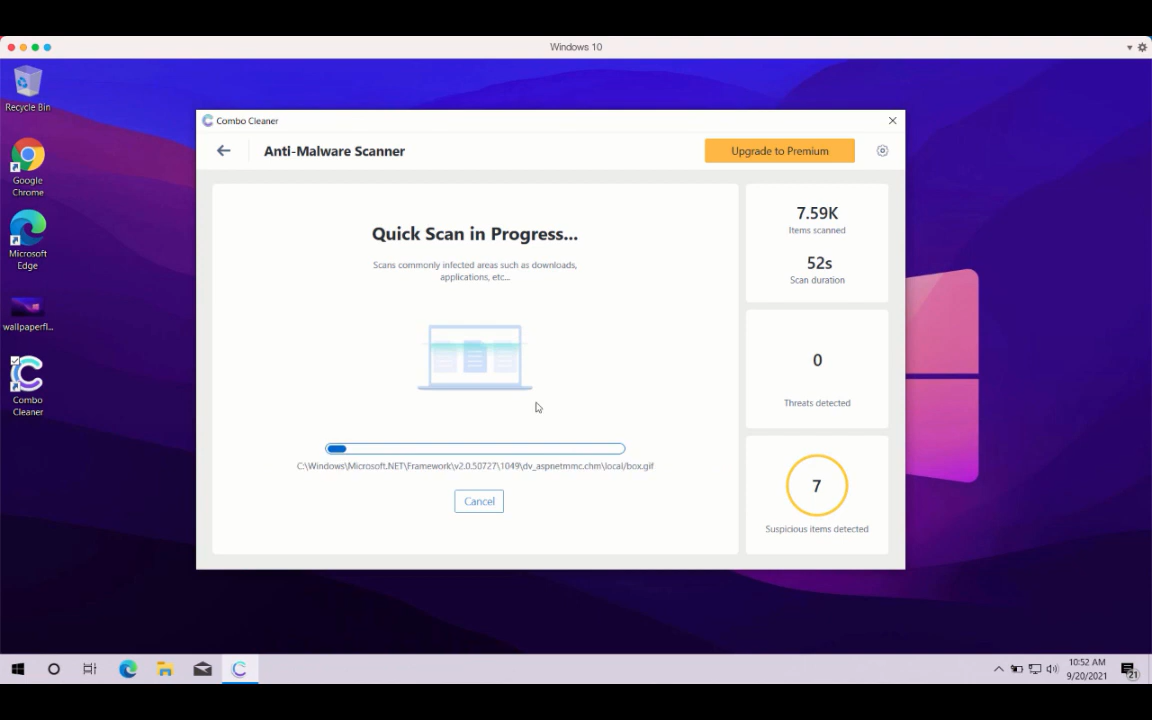 Windows 10
Recycle Bin
Google
Chrome
Microsoft
Edge
wallpaperfl...
Combo
Cleaner
Combo Cleaner
Anti-Malware Scanner
Upgrade to Premium
Quick Scan in Progress...
Scans commonly infected areas such as downloads,
applications, etc...
C:\Windows\Microsoft.NET\Framework\v2.0.50727\1049\dv_aspnetmmc.chm\local/box.gif
Cancel
7.59K
Items scanned
52s
Scan duration
0
Threats detected
7
Suspicious items detected
10:52 AM
9/20/2021
21